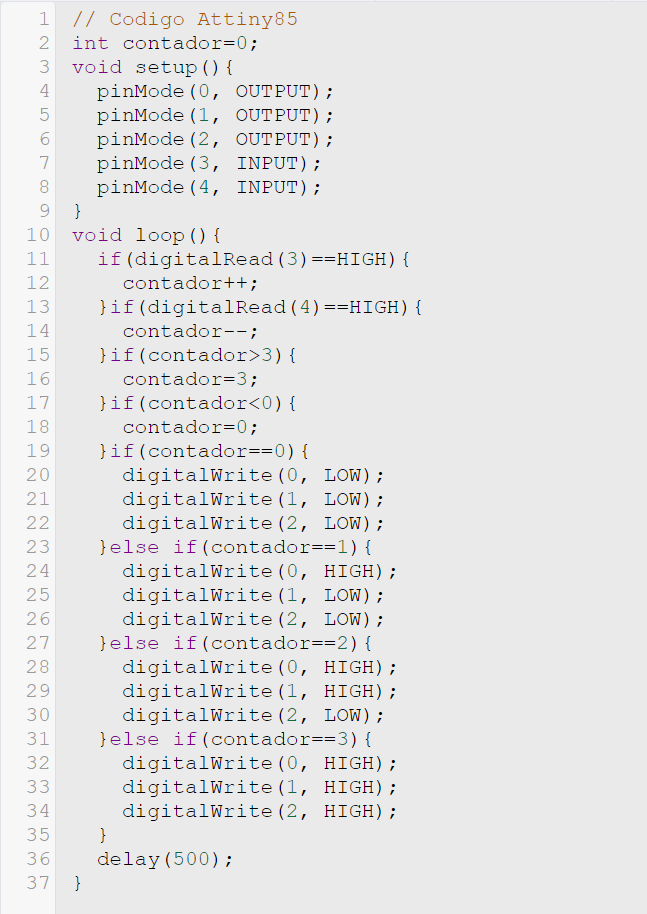 1 // Codigo Attiny85
2 int contador=0;
3 void setup(){
4   pinMode(0, OUTPUT);
5   pinMode(1, OUTPUT);
6   pinMode(2, OUTPUT);
7   pinMode(3, INPUT);
8   pinMode(4, INPUT);
9 }
10 void loop(){
11   if(digitalRead(3)==HIGH){
12     contador++;
13   }if(digitalRead(4)==HIGH){
14     contador--;
15   }if(contador>3){
16     contador=3;
17   }if(contador<0){
18     contador=0;
19   }if(contador==0){
20     digitalWrite(0, LOW);
21     digitalWrite(1, LOW);
22     digitalWrite(2, LOW);
23   }else if(contador==1){
24     digitalWrite(0, HIGH);
25     digitalWrite(1, LOW);
26     digitalWrite(2, LOW);
27   }else if(contador==2){
28     digitalWrite(0, HIGH);
29     digitalWrite(1, HIGH);
30     digitalWrite(2, LOW);
31   }else if(contador==3){
32     digitalWrite(0, HIGH);
33     digitalWrite(1, HIGH);
34     digitalWrite(2, HIGH);
35   }
36   delay(500);
37 }